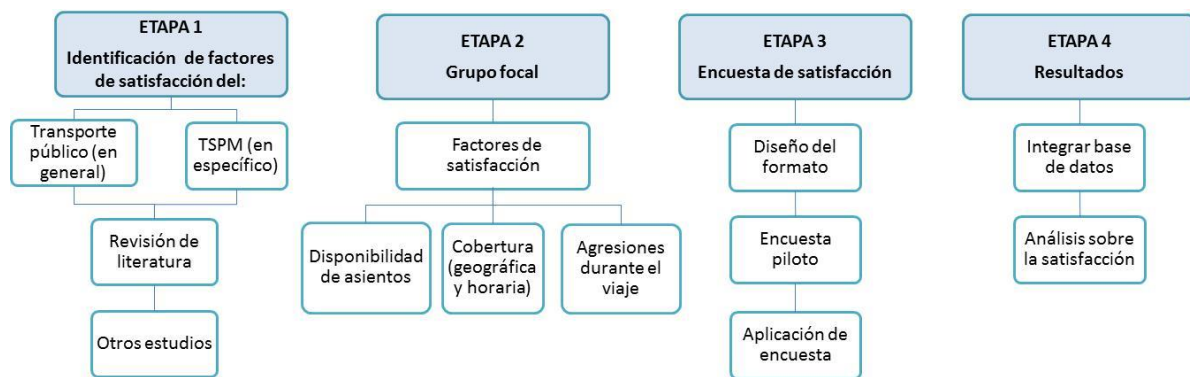 ETAPA 1
Identificación de factores
de satisfacción del:
Transporte
público (en
general)
TSPM (en
específico)
Revisión de
literatura
Otros estudios
ETAPA 2
Grupo focal
Factores de
satisfacción
Disponibilidad
de asientos
Cobertura
(geográfica
y horaria)
Agresiones
durante el
viaje
ETAPA 3
Encuesta de satisfacción
Diseño del
formato
Encuesta
piloto
Aplicación de
encuesta
ETAPA 4
Resultados
Integrar base
de datos
Análisis sobre
la satisfacción